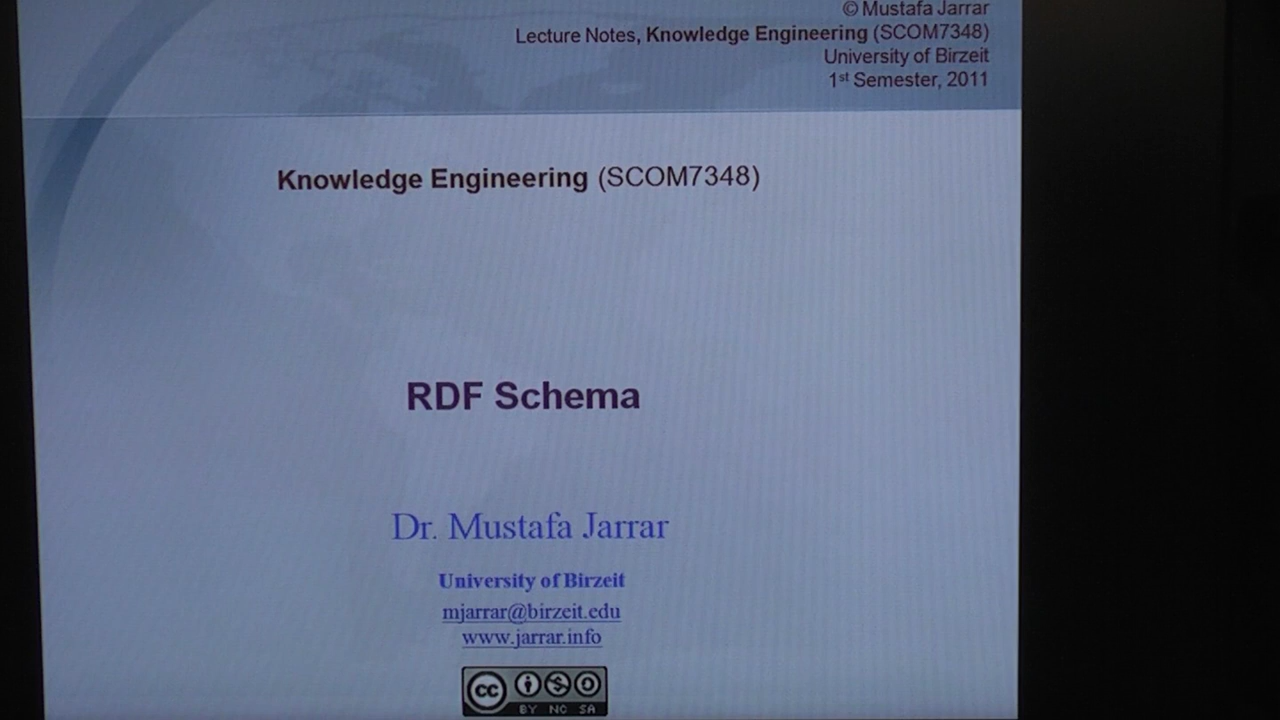 © Mustafa Jarrar
Lecture Notes, Knowledge Engineering (SCOM7348)
University of Birzeit
1st Semester, 2011
Knowledge Engineering (SCOM7348)
RDF Schema
Dr. Mustafa Jarrar
University of Birzeit
mjarrar@birzeit.edu
www.jarrar.info
cc
BY NC SA